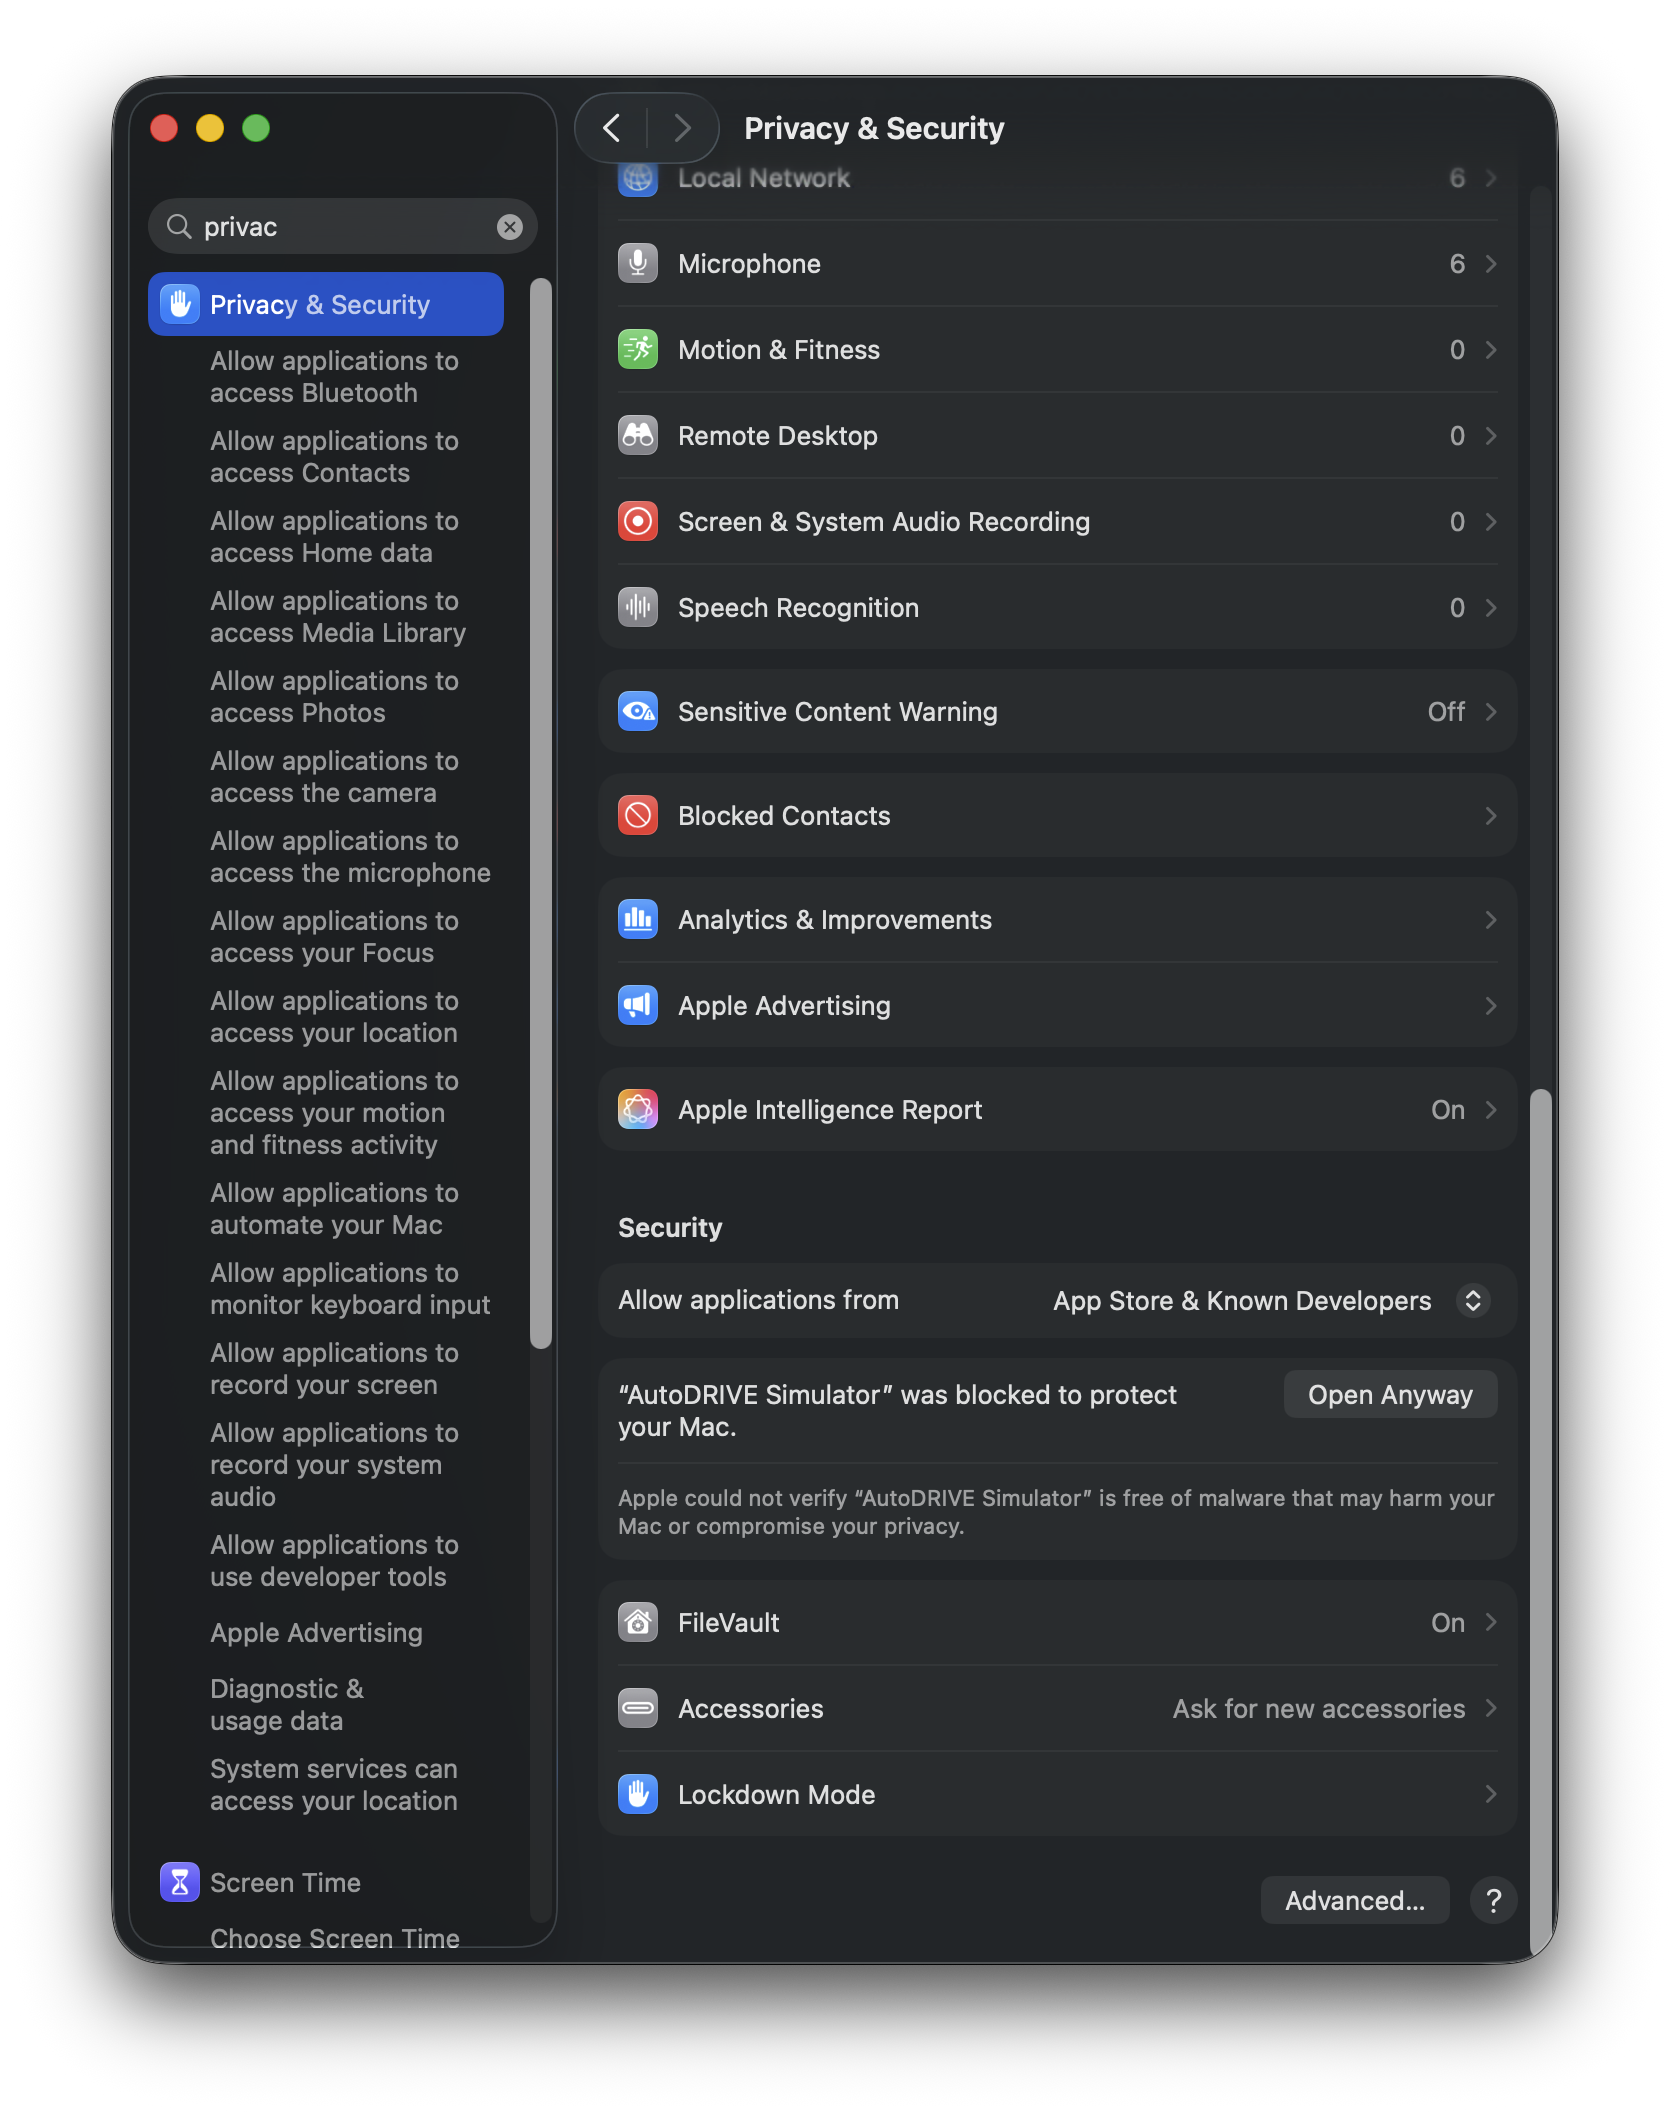 privac
Privacy & Security
Allow applications to
access Bluetooth
Allow applications to
access Contacts
Allow applications to
access Home data
Allow applications to
access Media Library
Allow applications to
access Photos
Allow applications to
access the camera
Allow applications to
access the microphone
Allow applications to
access your Focus
Allow applications to
access your location
Allow applications to
access your motion
and fitness activity
Allow applications to
automate your Mac
Allow applications to
monitor keyboard input
Allow applications to
record your screen
Allow applications to
record your system
audio
Allow applications to
use developer tools
Apple Advertising
Diagnostic &
usage data
System services can
access your location
Screen Time
Choose Screen Time
Privacy & Security
Local Network 6
Microphone 6
Motion & Fitness 0
Remote Desktop 0
Screen & System Audio Recording 0
Speech Recognition 0
Sensitive Content Warning Off
Blocked Contacts
Analytics & Improvements
Apple Advertising
Apple Intelligence Report On
Security
Allow applications from App Store & Known Developers
“AutoDRIVE Simulator” was blocked to protect
your Mac.
Open Anyway
Apple could not verify “AutoDRIVE Simulator” is free of malware that may harm your
Mac or compromise your privacy.
FileVault On
Accessories Ask for new accessories
Lockdown Mode
Advanced... ?